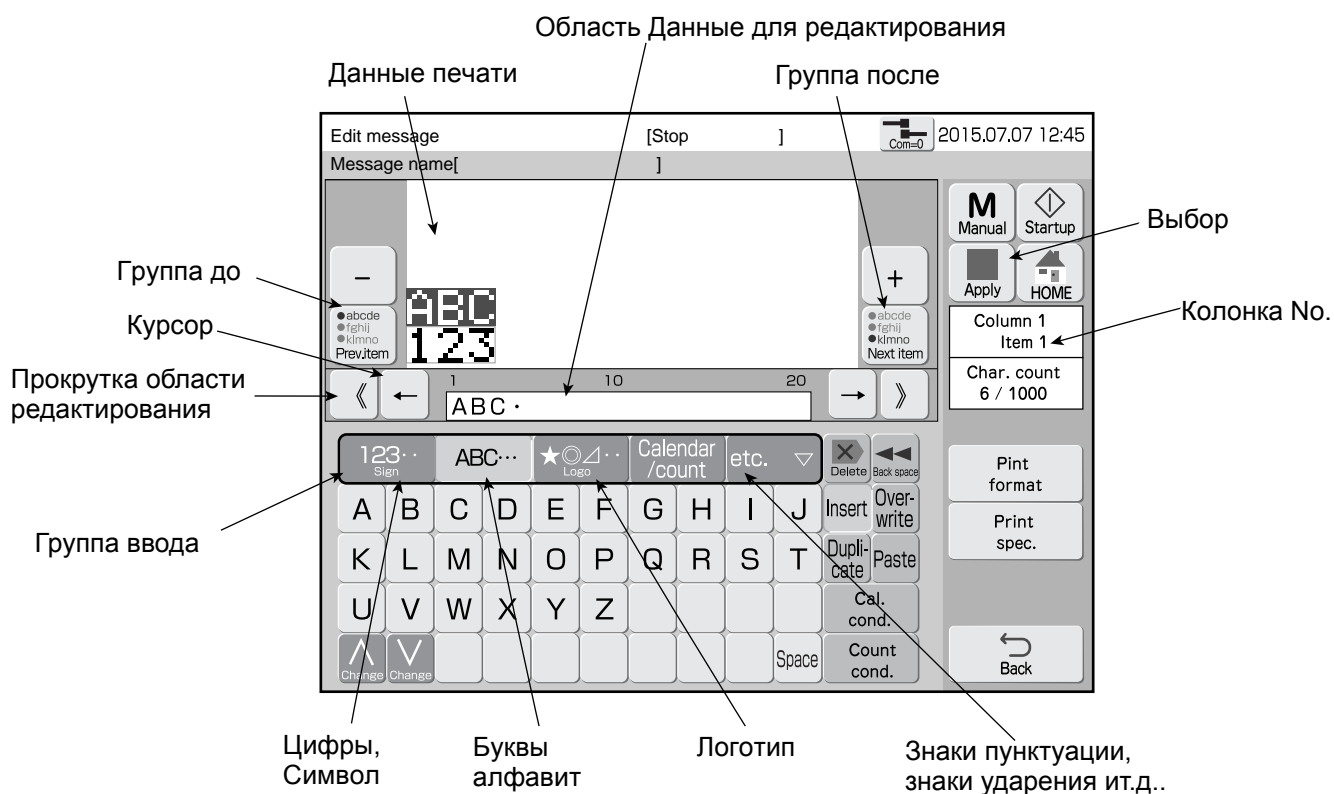 Область Данные для редактирования
Данные печати
Группа после
Edit message [Stop ] Com=0 2015.07.07 12:45
Message name[ ]
M
Manual
Startup
Выбор
Apply
HOME
Группа до
−
+
ABC
123
abcde
fghij
klmno
Prev.item
abcde
fghij
klmno
Next item
Курсор
Column 1
Item 1
Колонка No.
Char. count
6 / 1000
Прокрутка области
редактирования
《 ← 1 10 20 → 》
ABC・
123・・
Sign
ABC…
★◎⊿・・
Logo
Calendar
/count
etc. ▽
Delete
Back space
A B C D E F G H I J Insert Over-
write
K L M N O P Q R S T Dupli-
cate Paste
U V W X Y Z Cal.
cond.
Change Change Space Count
cond.
Pint
format
Print
spec.
Back
Группа ввода
Цифры,
Символ
Буквы
алфавит
Логотип
Знаки пунктуации,
знаки ударения ит.д..